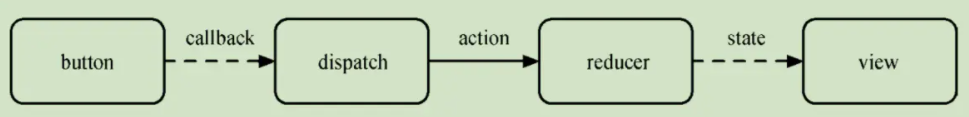 callback
action
state
button
dispatch
reducer
view